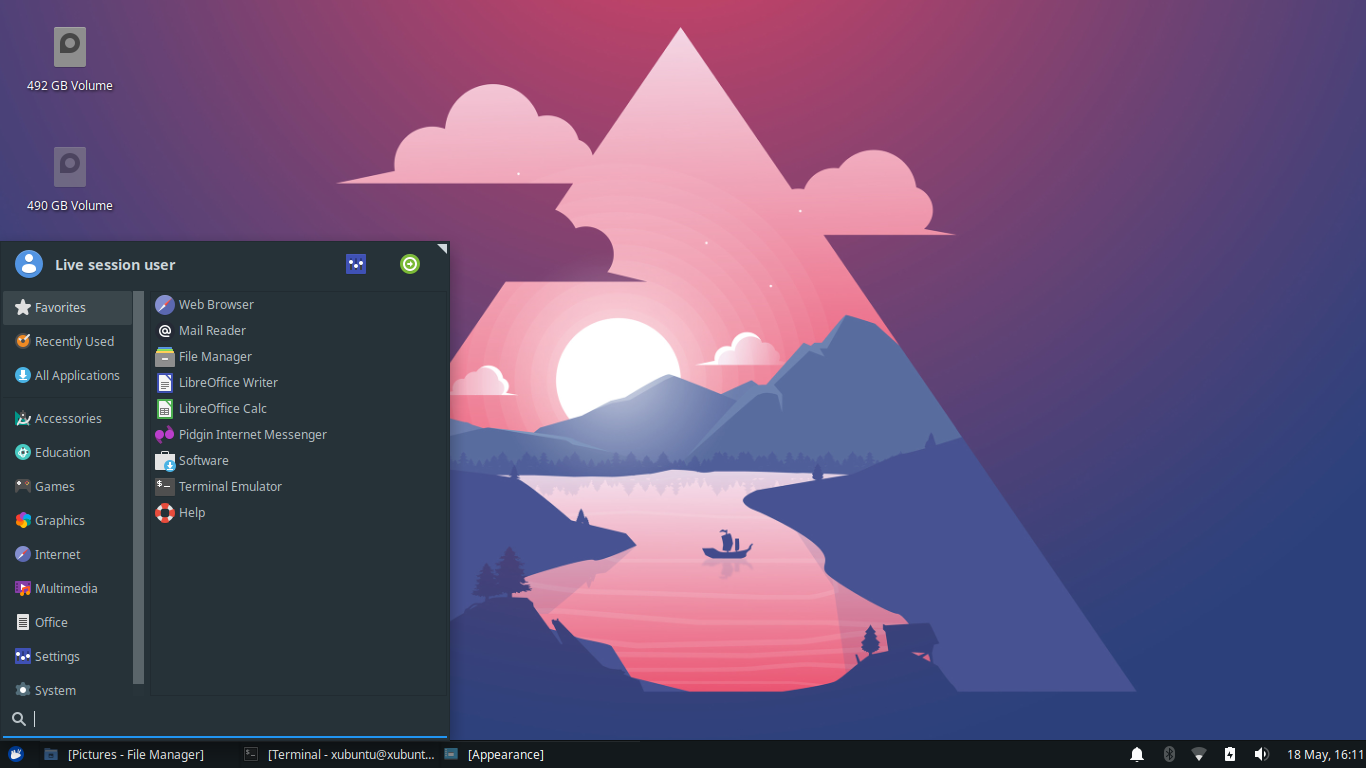 492 GB Volume
490 GB Volume
Live session user
Favorites
Recently Used
All Applications
Accessories
Education
Games
Graphics
Internet
Multimedia
Office
Settings
System
Web Browser
Mail Reader
File Manager
LibreOffice Writer
LibreOffice Calc
Pidgin Internet Messenger
Software
Terminal Emulator
Help
[Pictures - File Manager]
[Terminal - xubuntu@xubunt...
[Appearance]
18 May, 16:11